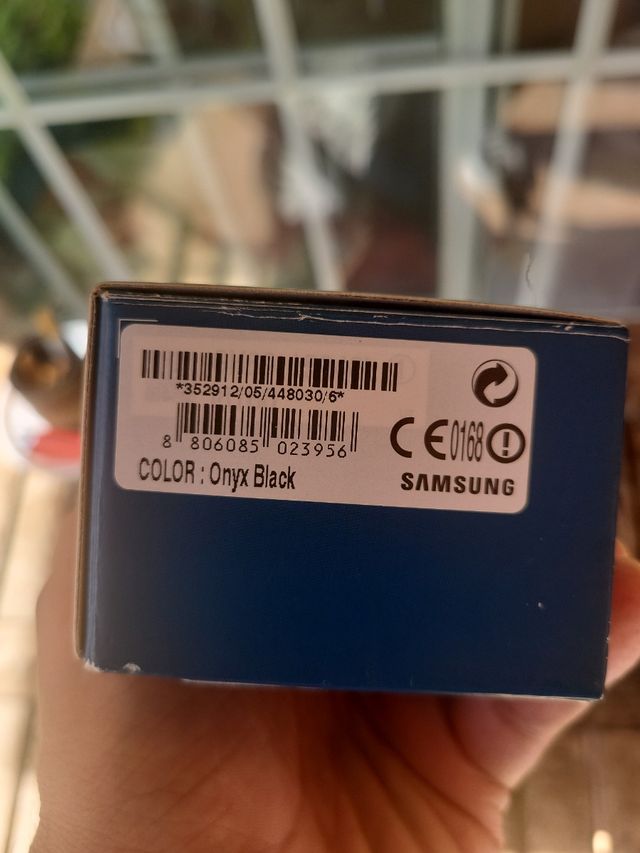 *352912/05/448030/6*
8 806085 023956
COLOR : Onyx Black
CE0168
SAMSUNG